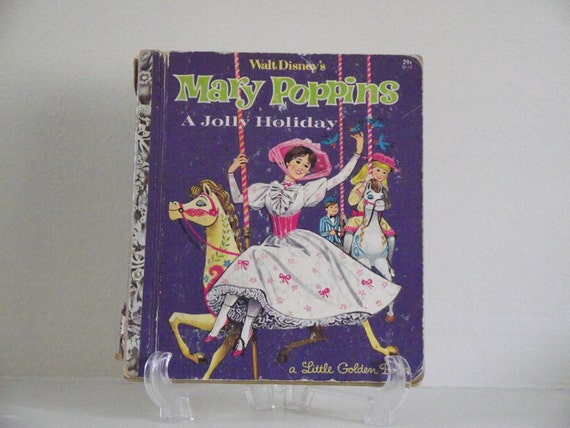 Walt Disney's
29¢
Mary Poppins
A Jolly Holiday
a Little Golden